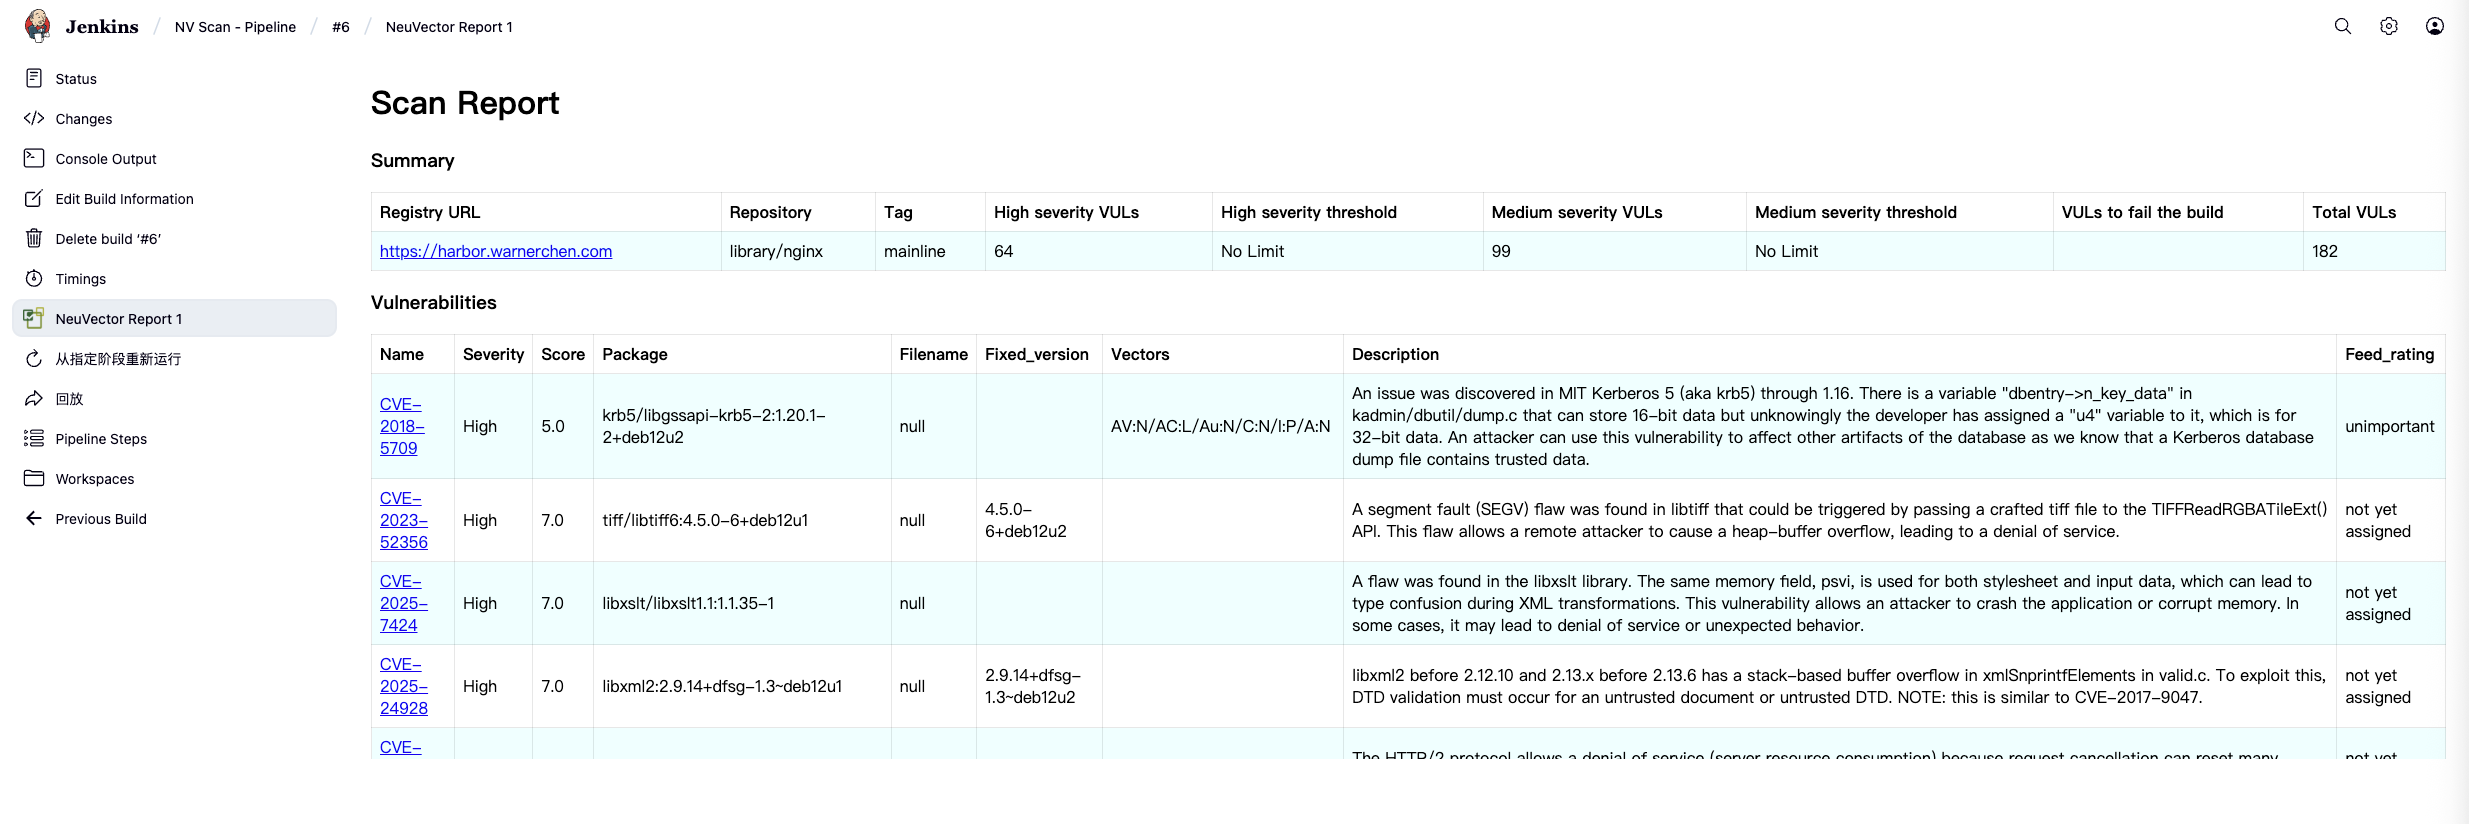 Jenkins / NV Scan - Pipeline / #6 / NeuVector Report 1
Status
Changes
Console Output
Edit Build Information
Delete build ‘#6’
Timings
NeuVector Report 1
从指定阶段重新运行
回放
Pipeline Steps
Workspaces
Previous Build
Scan Report
Summary
Registry URL Repository Tag High severity VULs High severity threshold Medium severity VULs Medium severity threshold VULs to fail the build Total VULs
https://harbor.warnerchen.com library/nginx mainline 64 No Limit 99 No Limit 182
Vulnerabilities
Name Severity Score Package Filename Fixed_version Vectors Description Feed_rating
CVE-
2018-
5709
High
5.0
krb5/libgssapi-krb5-2:1.20.1-
2+deb12u2
null
AV:N/AC:L/Au:N/C:N/I:P/A:N
An issue was discovered in MIT Kerberos 5 (aka krb5) through 1.16. There is a variable "dbentry->n_key_data" in
kadmin/dbutil/dump.c that can store 16-bit data but unknowingly the developer has assigned a "u4" variable to it, which is for
32-bit data. An attacker can use this vulnerability to affect other artifacts of the database as we know that a Kerberos database
dump file contains trusted data.
unimportant
CVE-
2023-
52356
High
7.0
tiff/libtiff6:4.5.0-6+deb12u1
null
4.5.0-
6+deb12u2
A segment fault (SEGV) flaw was found in libtiff that could be triggered by passing a crafted tiff file to the TIFFReadRGBATileExt()
API. This flaw allows a remote attacker to cause a heap-buffer overflow, leading to a denial of service.
not yet
assigned
CVE-
2025-
7424
High
7.0
libxslt/libxslt1.1:1.1.35-1
null
A flaw was found in the libxslt library. The same memory field, psvi, is used for both stylesheet and input data, which can lead to
type confusion during XML transformations. This vulnerability allows an attacker to crash the application or corrupt memory. In
some cases, it may lead to denial of service or unexpected behavior.
not yet
assigned
CVE-
2025-
24928
High
7.0
libxml2:2.9.14+dfsg-1.3~deb12u1
null
2.9.14+dfsg-
1.3~deb12u2
libxml2 before 2.12.10 and 2.13.x before 2.13.6 has a stack-based buffer overflow in xmlSnprintfElements in valid.c. To exploit this,
DTD validation must occur for an untrusted document or untrusted DTD. NOTE: this is similar to CVE-2017-9047.
not yet
assigned
CVE-
The HTTP/2 protocol allows a denial of service (server resource consumption) because request cancellation can reset many
not yet